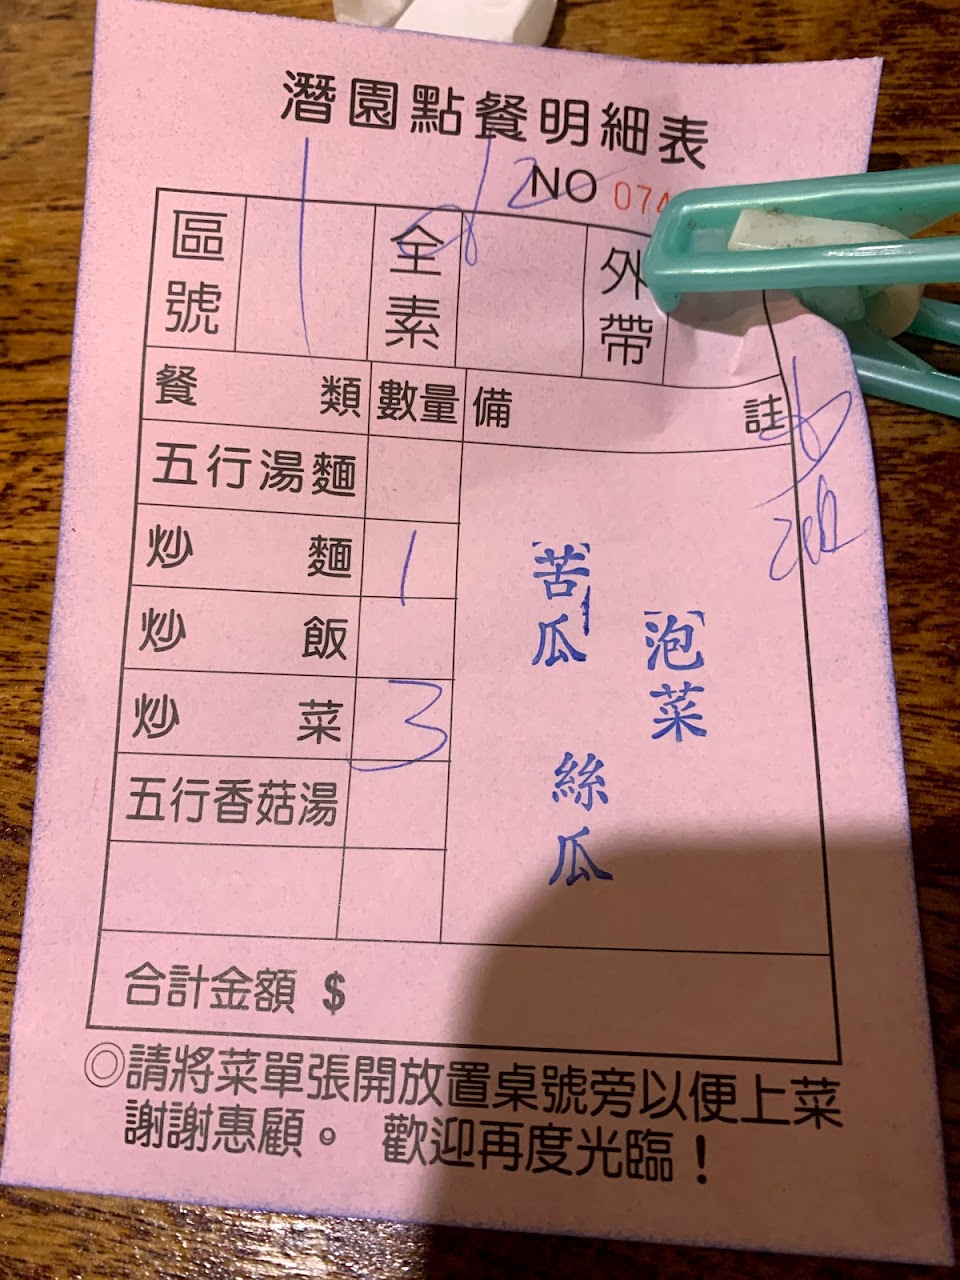 潛園點餐明細表
NO 074
區號 1 全素 外帶
餐類 數量 備註
五行湯麵
炒麵 1
炒飯
炒菜 3
五行香菇湯
苦瓜
泡菜
絲瓜
合計金額 $
◎請將菜單張開放置桌號旁以便上菜
謝謝惠顧。 歡迎再度光臨！